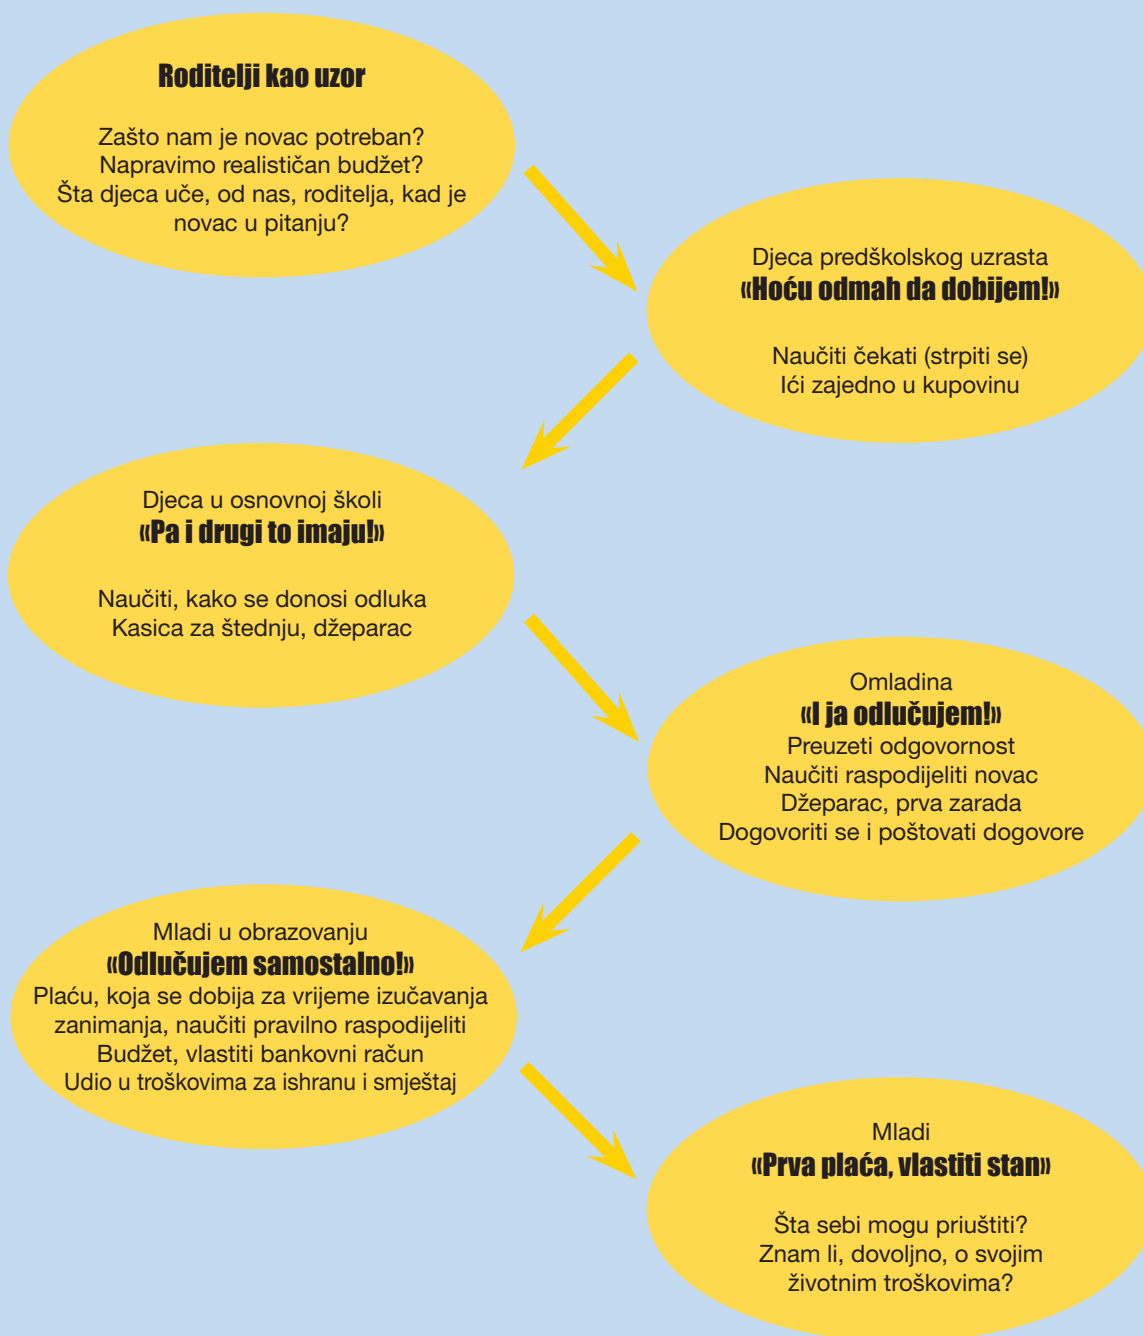 Roditelji kao uzor
Zašto nam je novac potreban?
Napravimo realističan budžet?
Šta djeca uče, od nas, roditelja, kad je
novac u pitanju?
Djeca predškolskog uzrasta
«Hoću odmah da dobijem!»
Naučiti čekati (strpiti se)
Ići zajedno u kupovinu
Djeca u osnovnoj školi
«Pa i drugi to imaju!»
Naučiti, kako se donosi odluka
Kasica za štednju, džeparac
Omladina
«I ja odlučujem!»
Preuzeti odgovornost
Naučiti raspodijeliti novac
Džeparac, prva zarada
Dogovoriti se i poštovati dogovore
Mladi u obrazovanju
«Odlučujem samostalno!»
Plaću, koja se dobija za vrijeme izučavanja
zanimanja, naučiti pravilno raspodijeliti
Budžet, vlastiti bankovni račun
Udio u troškovima za ishranu i smještaj
Mladi
«Prva plaća, vlastiti stan»
Šta sebi mogu priuštiti?
Znam li, dovoljno, o svojim
životnim troškovima?